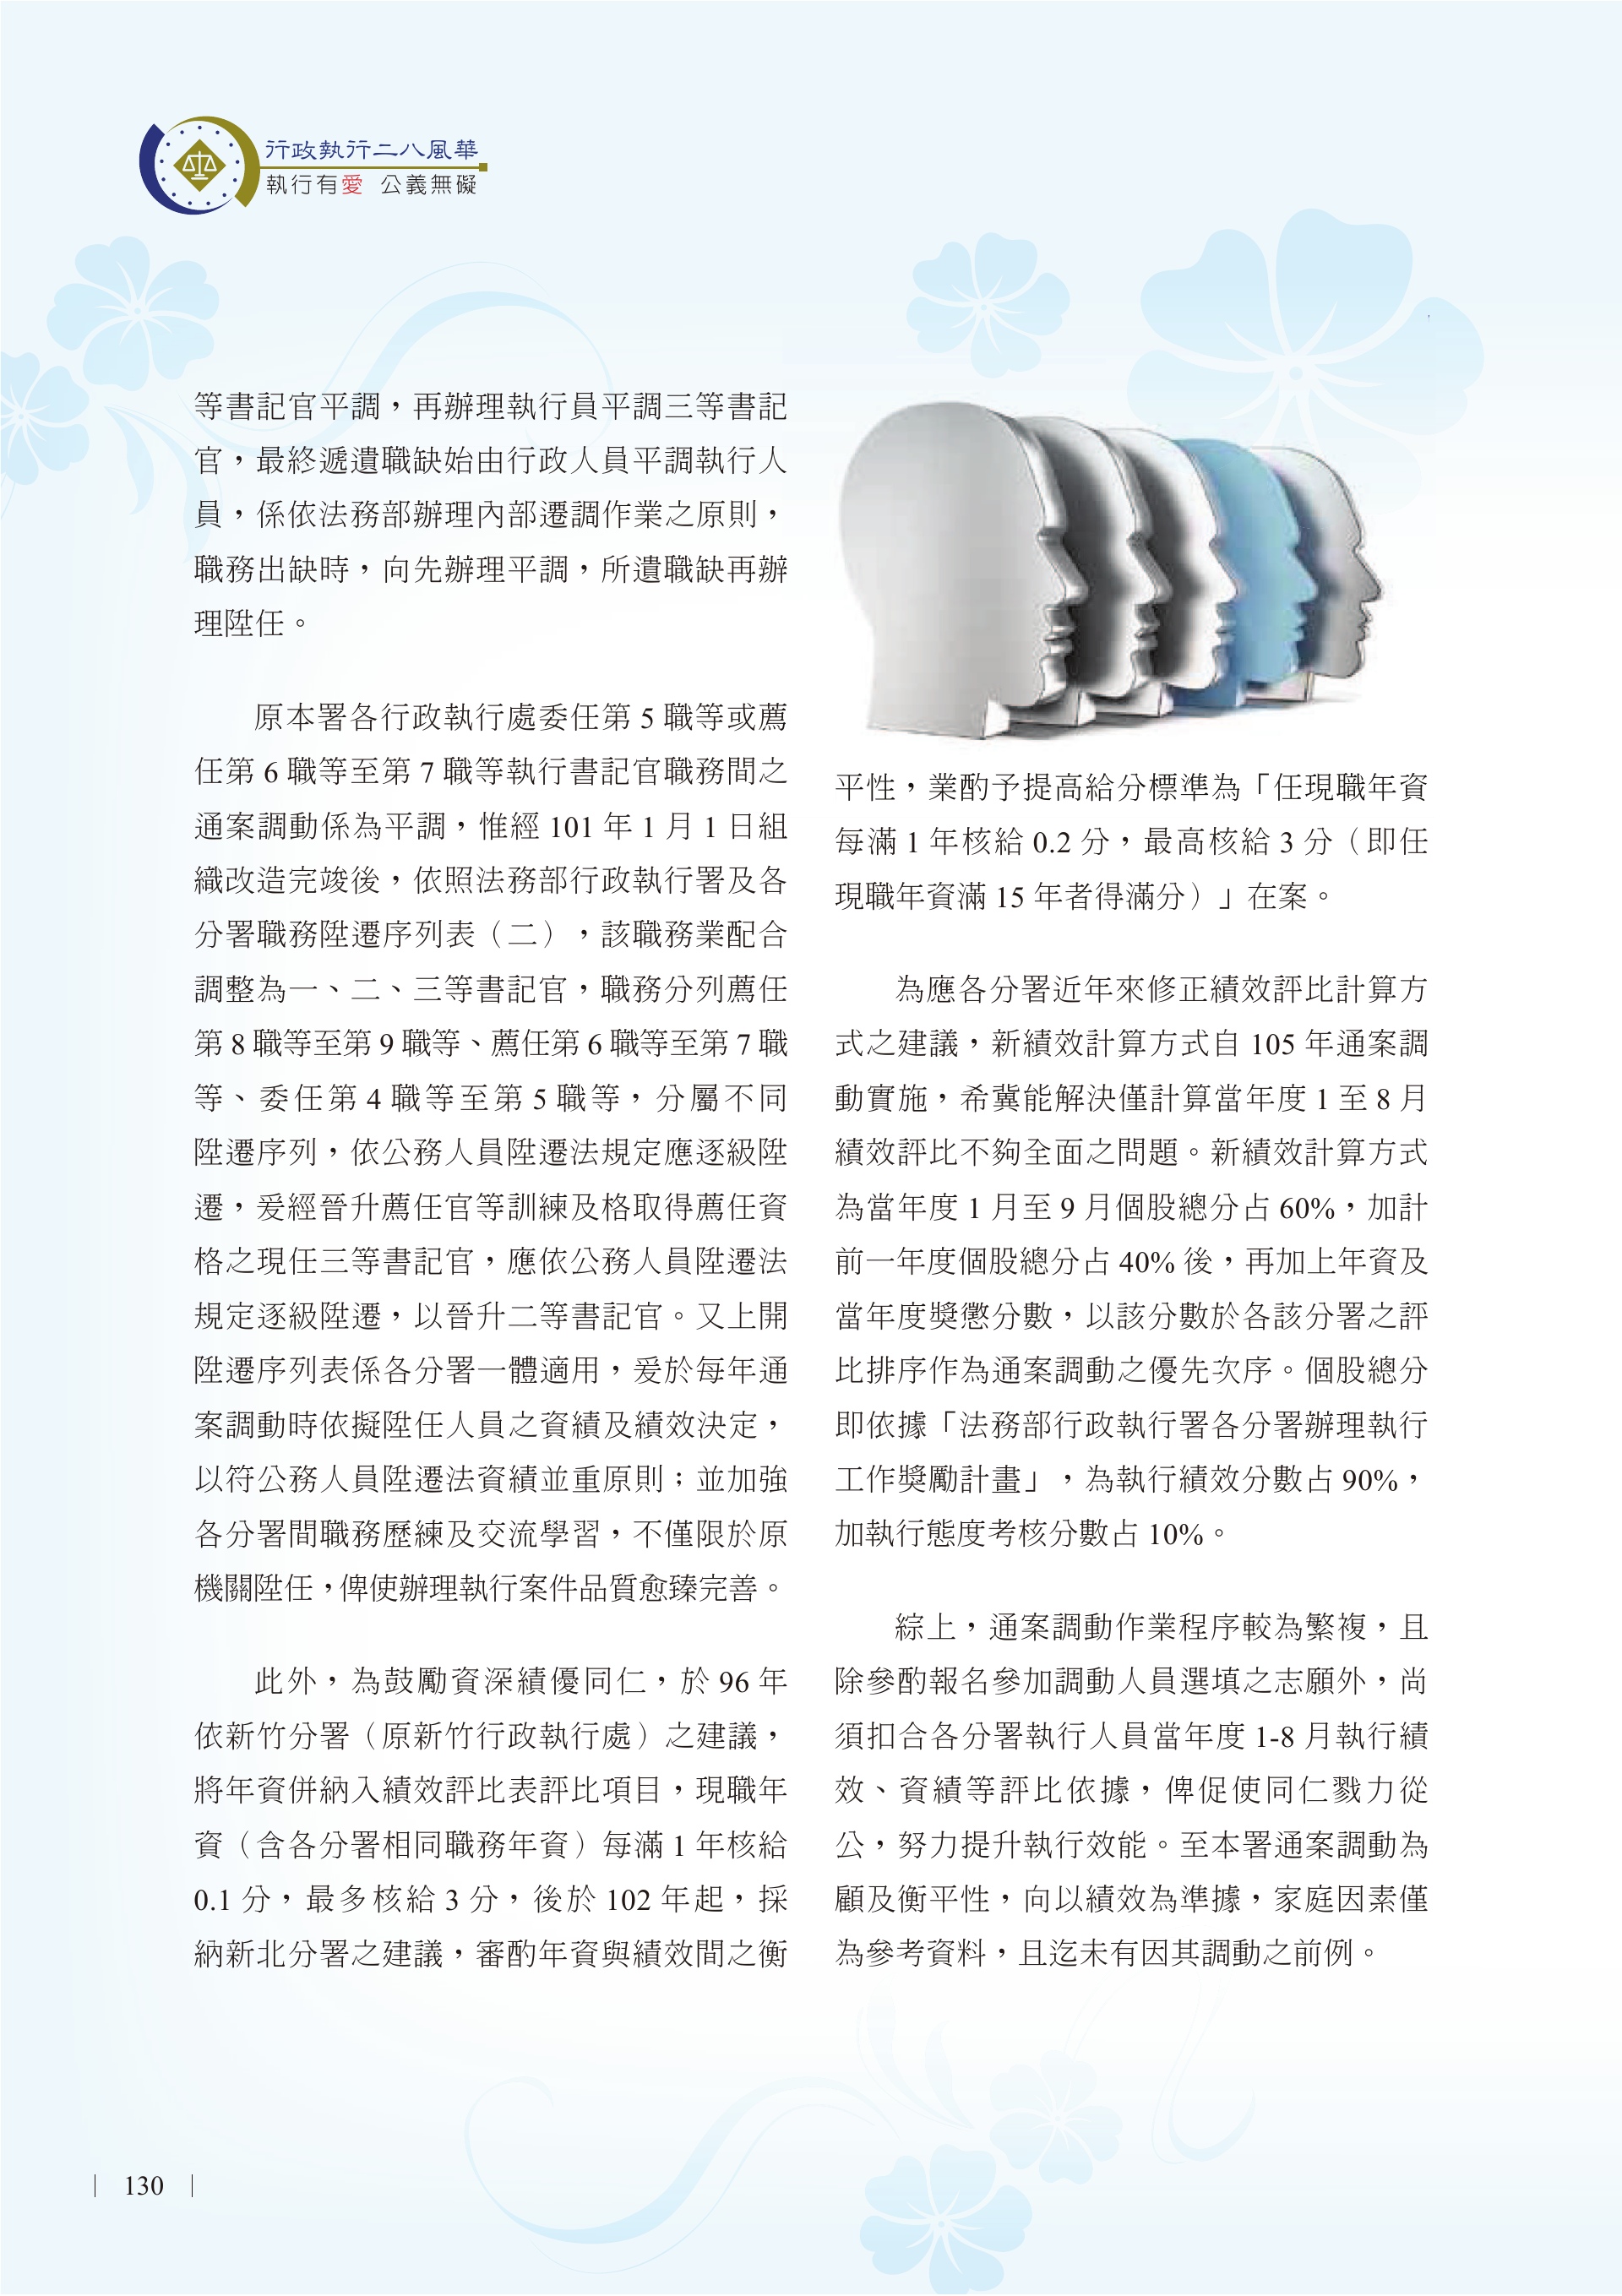 行政執行二八風華
執行有愛 公義無礙
等書記官平調，再辦理執行員平調三等書記
官，最終遞遺職缺始由行政人員平調執行人
員，係依法務部辦理內部遷調作業之原則，
職務出缺時，向先辦理平調，所遺職缺再辦
理陞任。
原本署各行政執行處委任第 5 職等或薦
任第 6 職等至第 7 職等執行書記官職務間之
通案調動係為平調，惟經 101 年 1 月 1 日組
織改造完竣後，依照法務部行政執行署及各
分署職務陞遷序列表（二），該職務業配合
調整為一、二、三等書記官，職務分列薦任
第 8 職等至第 9 職等、薦任第 6 職等至第 7 職
等、委任第 4 職等至第 5 職等，分屬不同
陞遷序列，依公務人員陞遷法規定應逐級陞
遷，爰經晉升薦任官等訓練及格取得薦任資
格之現任三等書記官，應依公務人員陞遷法
規定逐級陞遷，以晉升二等書記官。又上開
陞遷序列表係各分署一體適用，爰於每年通
案調動時依擬陞任人員之資績及績效決定，
以符公務人員陞遷法資績並重原則；並加強
各分署間職務歷練及交流學習，不僅限於原
機關陞任，俾使辦理執行案件品質愈臻完善。
此外，為鼓勵資深績優同仁，於 96 年
依新竹分署（原新竹行政執行處）之建議，
將年資併納入績效評比表評比項目，現職年
資（含各分署相同職務年資）每滿 1 年核給
0.1 分，最多核給 3 分，後於 102 年起，採
納新北分署之建議，審酌年資與績效間之衡
平性，業酌予提高給分標準為「任現職年資
每滿 1 年核給 0.2 分，最高核給 3 分（即任
現職年資滿 15 年者得滿分）」在案。
為應各分署近年來修正績效評比計算方
式之建議，新績效計算方式自 105 年通案調
動實施，希冀能解決僅計算當年度 1 至 8 月
績效評比不夠全面之問題。新績效計算方式
為當年度 1 月至 9 月個股總分占 60%，加計
前一年度個股總分占 40% 後，再加上年資及
當年度獎懲分數，以該分數於各該分署之評
比排序作為通案調動之優先次序。個股總分
即依據「法務部行政執行署各分署辦理執行
工作獎勵計畫」，為執行績效分數占 90%，
加執行態度考核分數占 10%。
綜上，通案調動作業程序較為繁複，且
除參酌報名參加調動人員選填之志願外，尚
須扣合各分署執行人員當年度 1-8 月執行績
效、資績等評比依據，俾促使同仁戮力從
公，努力提升執行效能。至本署通案調動為
顧及衡平性，向以績效為準據，家庭因素僅
為參考資料，且迄未有因其調動之前例。
130